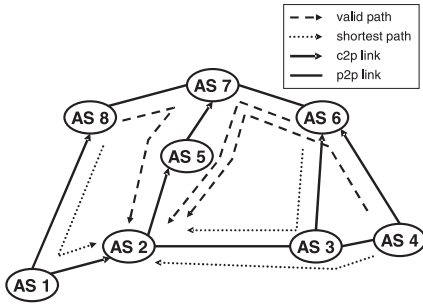 valid path
shortest path
c2p link
p2p link
AS 7
AS 8
AS 6
AS 5
AS 2
AS 3
AS 4
AS 1